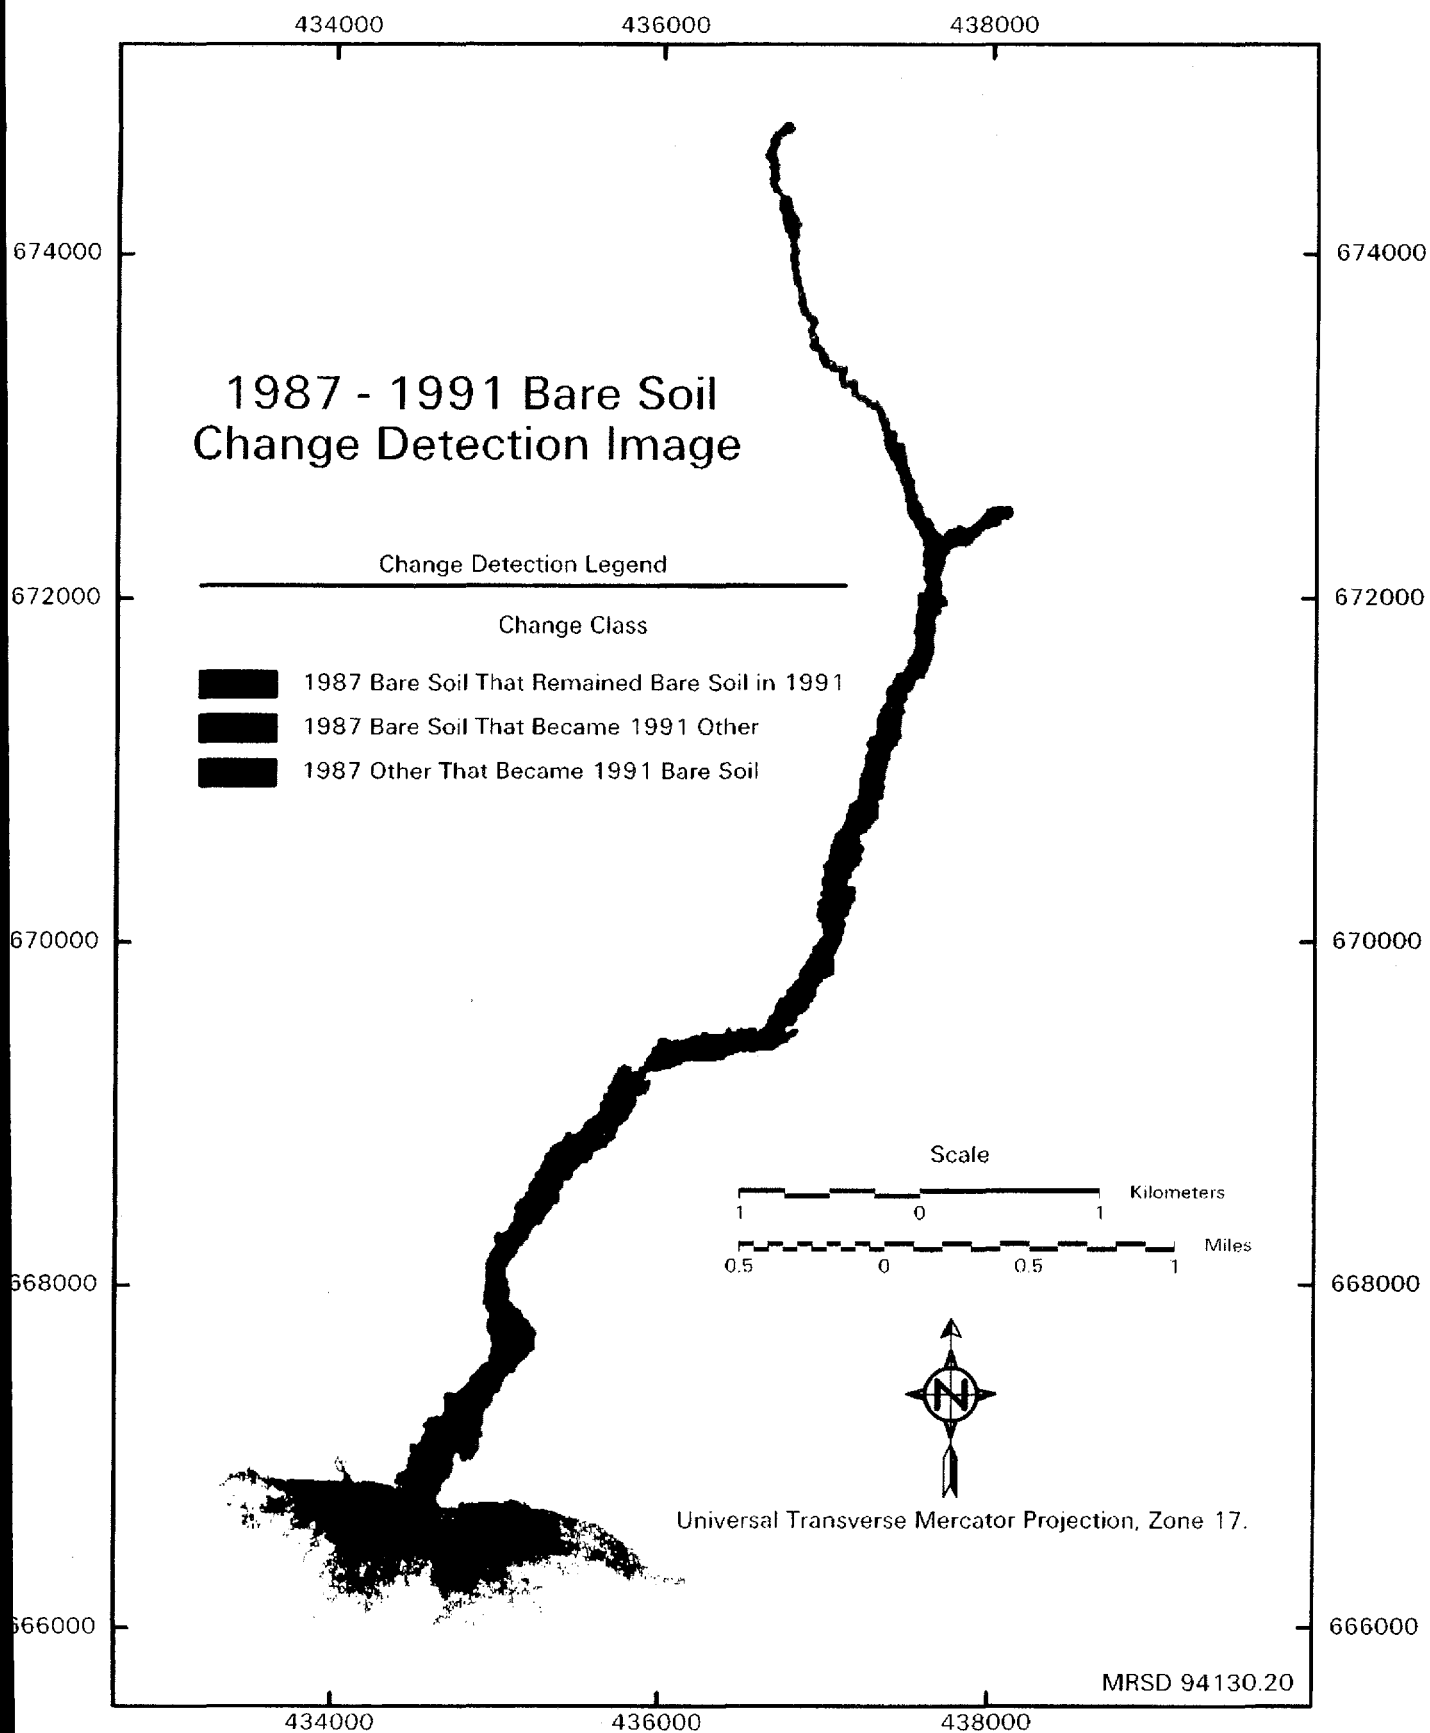 434000 436000 438000
674000 674000
1987 - 1991 Bare Soil
Change Detection Image
Change Detection Legend
672000 672000
Change Class
1987 Bare Soil That Remained Bare Soil in 1991
1987 Bare Soil That Became 1991 Other
1987 Other That Became 1991 Bare Soil
670000 670000
Scale
Kilometers
1 0 1
Miles
0.5 0 0.5 1
668000 668000
N
Universal Transverse Mercator Projection, Zone 17.
666000 666000
MRSD 94130.20
434000 436000 438000